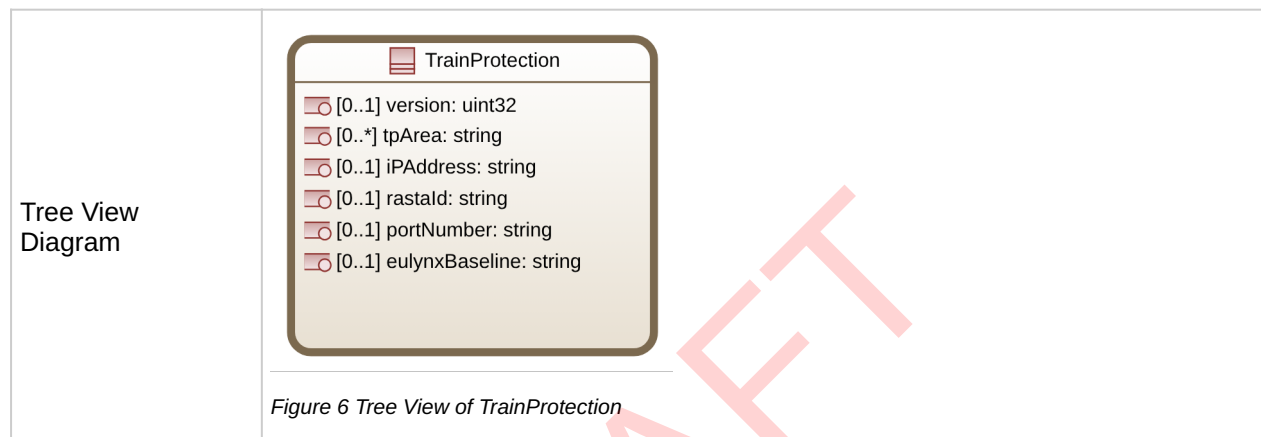 Tree View
Diagram
TrainProtection
[0..1] version: uint32
[0..*] tpArea: string
[0..1] iPAddress: string
[0..1] rastaId: string
[0..1] portNumber: string
[0..1] eulynxBaseline: string
Figure 6 Tree View of TrainProtection
AFT